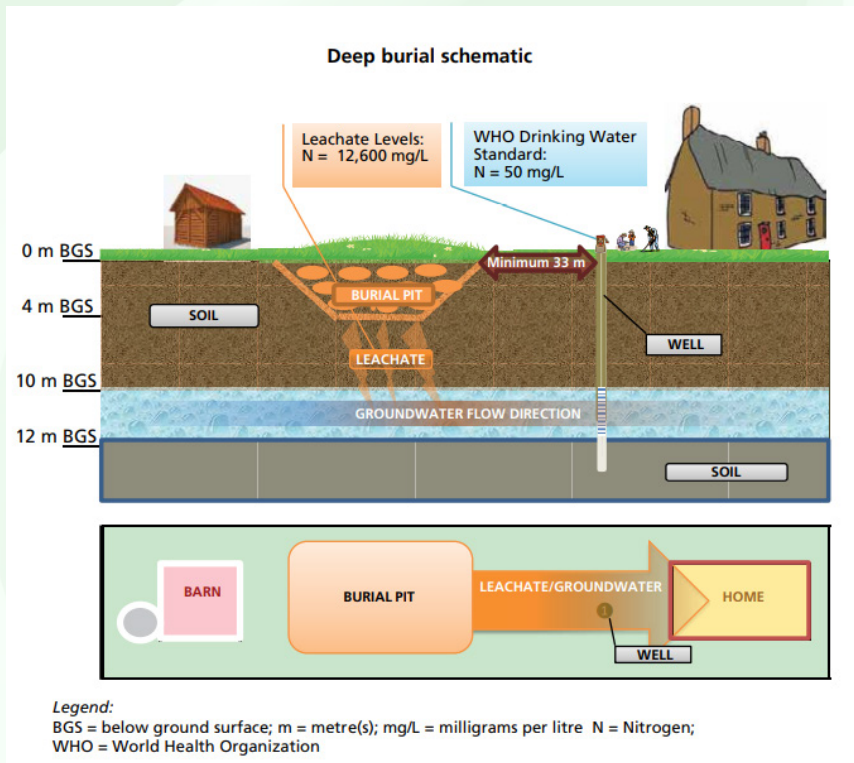 Deep burial schematic
Leachate Levels:
N = 12,600 mg/L
WHO Drinking Water
Standard:
N = 50 mg/L
0 m BGS
Minimum 33 m
BURIAL PIT
4 m BGS
SOIL
WELL
LEACHATE
10 m BGS
GROUNDWATER FLOW DIRECTION
12 m BGS
SOIL
BARN
BURIAL PIT
LEACHATE/GROUNDWATER
HOME
1
WELL
Legend:
BGS = below ground surface; m = metre(s); mg/L = milligrams per litre N = Nitrogen;
WHO = World Health Organization